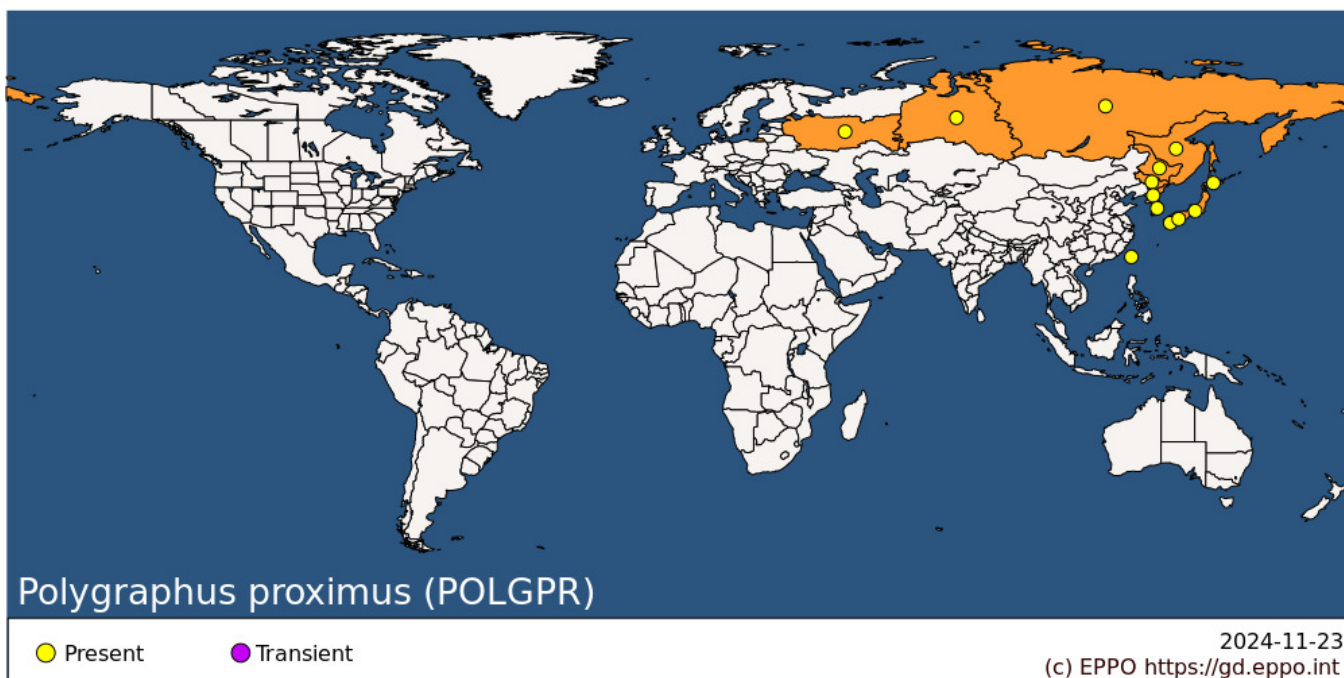 Polygraphus proximus (POLGPR)
Present
Transient
2024-11-23
(c) EPPO https://gd.eppo.int